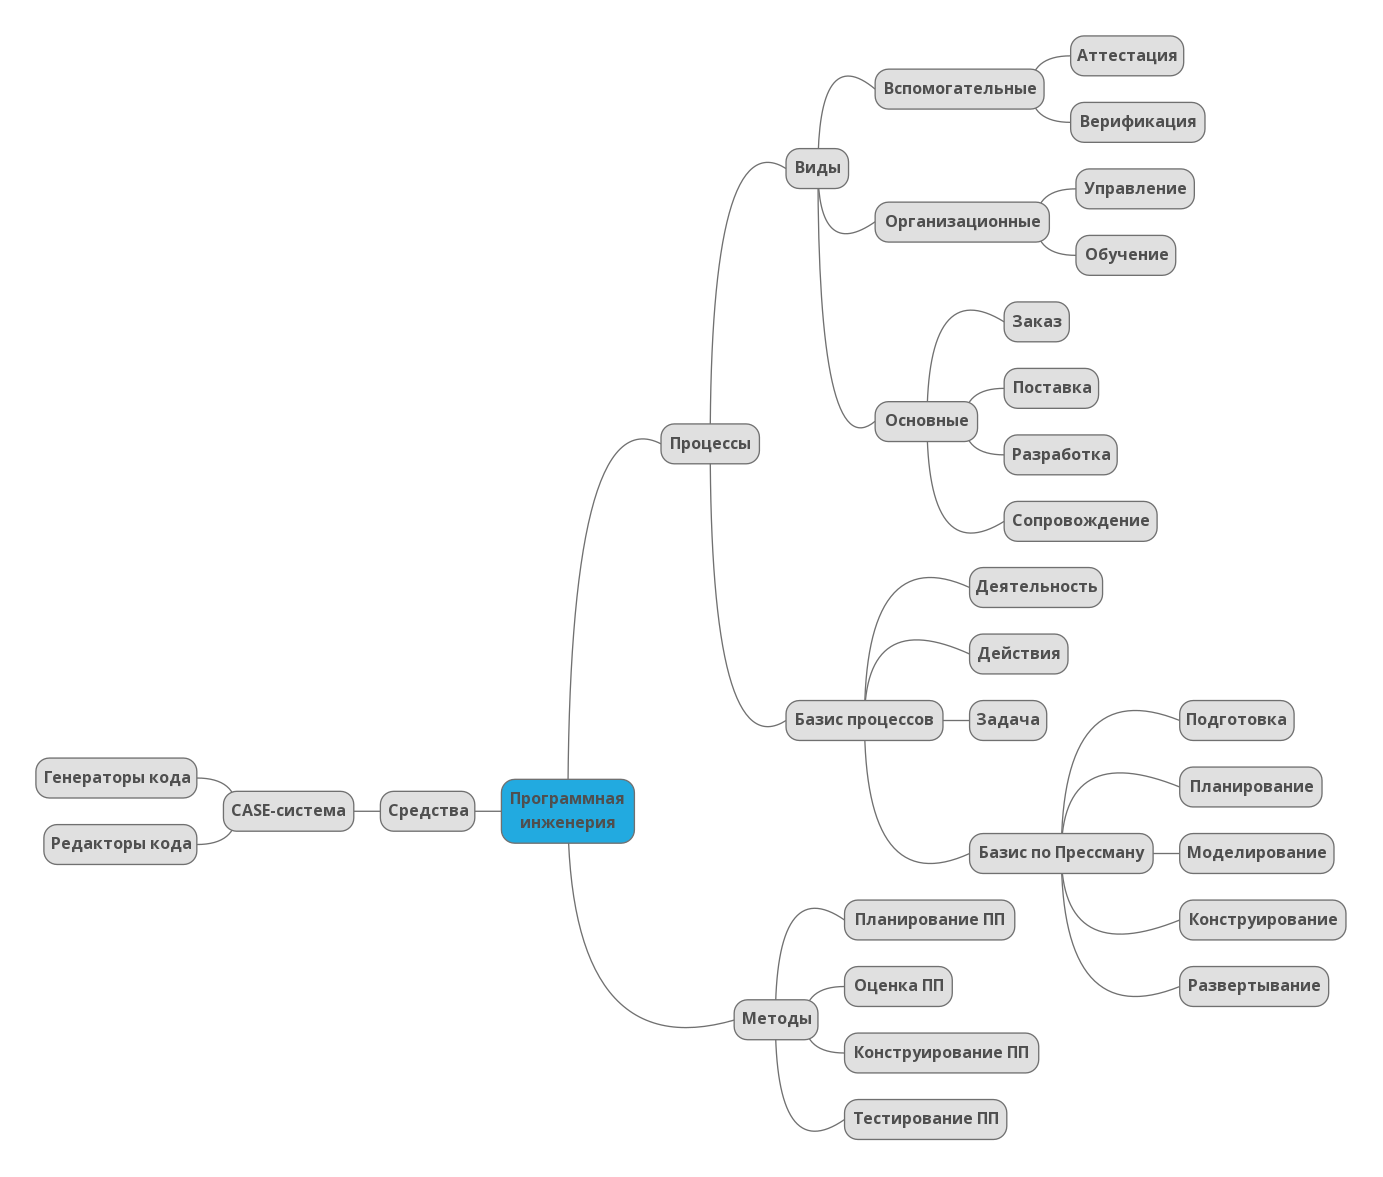 Аттестация
Вспомогательные
Верификация
Виды
Управление
Организационные
Обучение
Заказ
Поставка
Основные
Процессы
Разработка
Сопровождение
Деятельность
Действия
Базис процессов
Задача
Подготовка
Генераторы кода
Планирование
CASE-система
Средства
Программная
инженерия
Редакторы кода
Базис по Прессману
Моделирование
Планирование ПП
Конструирование
Оценка ПП
Развертывание
Методы
Конструирование ПП
Тестирование ПП